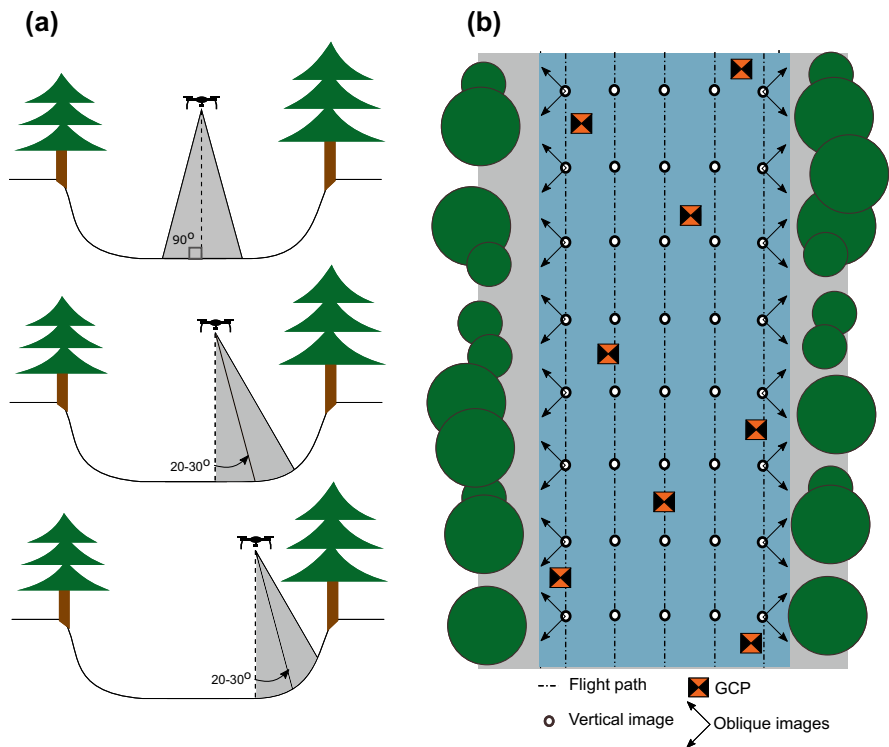 (a)
(b)
90°
20-30°
20-30°
Flight path
GCP
Vertical image
Oblique images